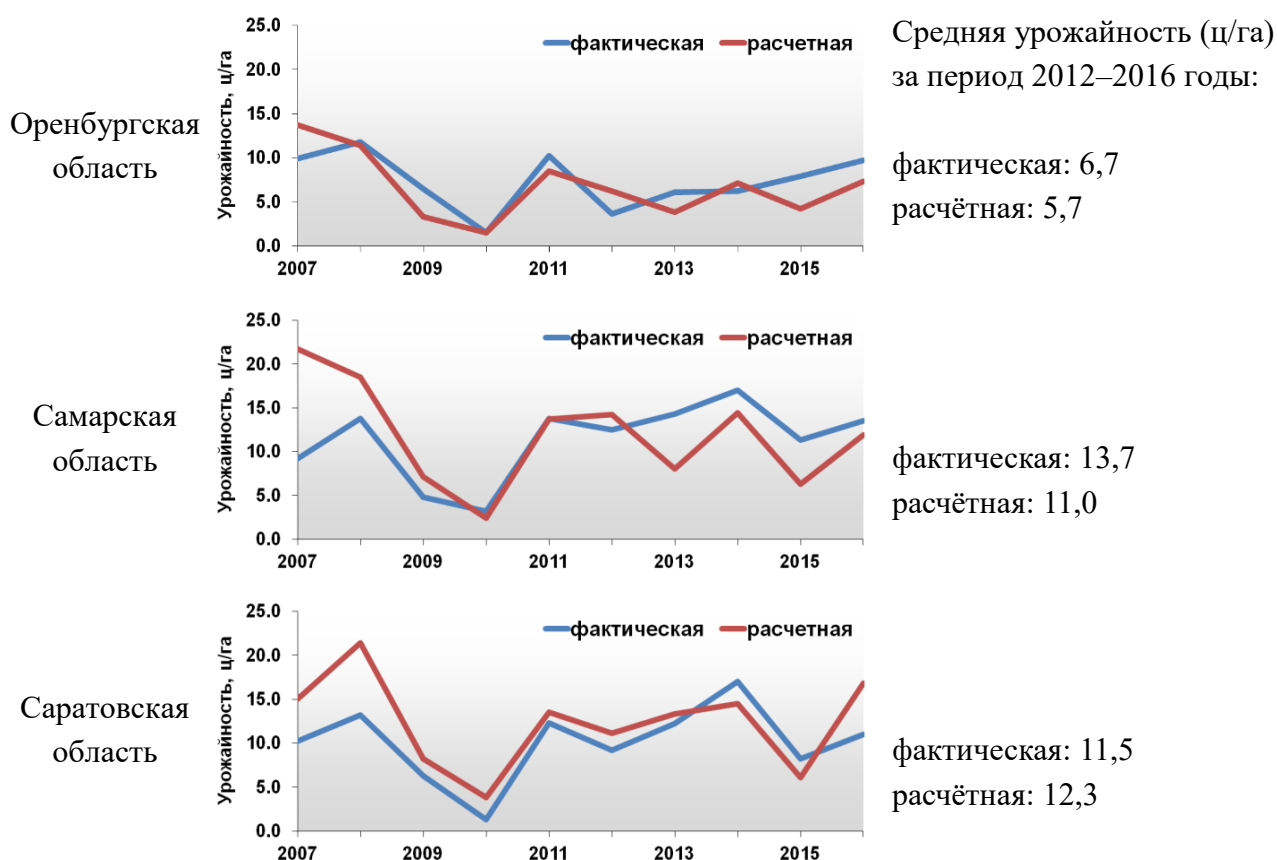 Средняя урожайность (ц/га)
за период 2012–2016 годы:
Оренбургская
область
Урожайность, ц/га
25.0
20.0
15.0
10.0
5.0
0.0
фактическая
расчетная
2007
2009
2011
2013
2015
фактическая: 6,7
расчётная: 5,7
Самарская
область
Урожайность, ц/га
25.0
20.0
15.0
10.0
5.0
0.0
фактическая
расчетная
2007
2009
2011
2013
2015
фактическая: 13,7
расчётная: 11,0
Саратовская
область
Урожайность, ц/га
25.0
20.0
15.0
10.0
5.0
0.0
фактическая
расчетная
2007
2009
2011
2013
2015
фактическая: 11,5
расчётная: 12,3